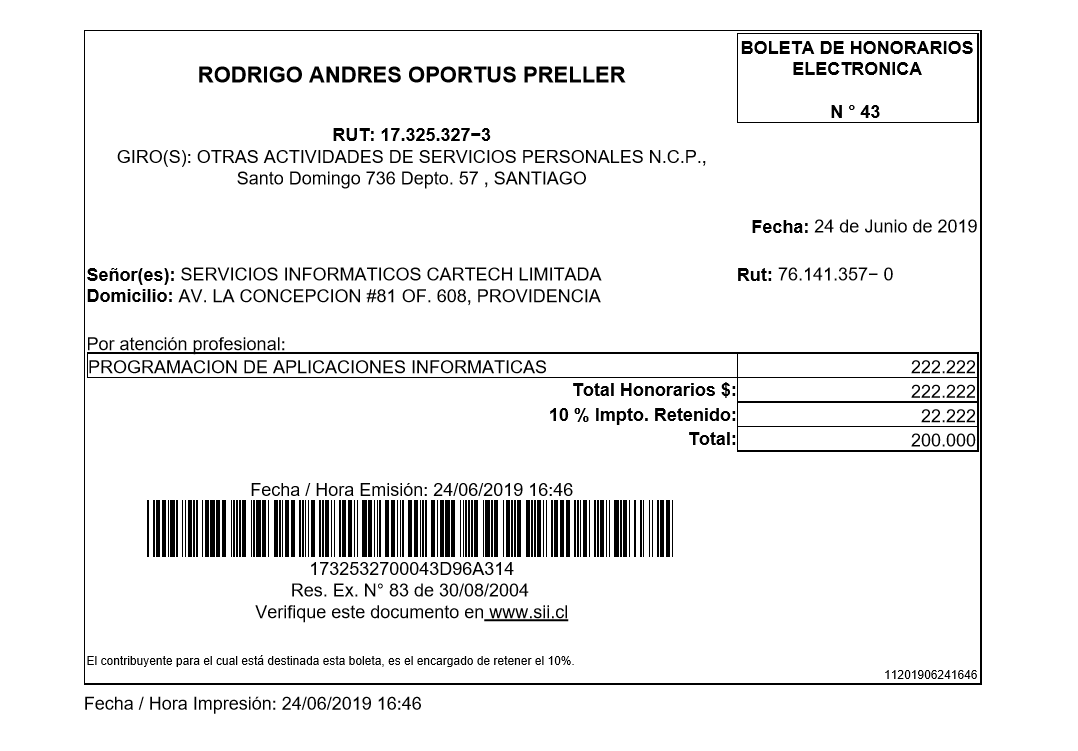 BOLETA DE HONORARIOS
ELECTRONICA
N ° 43
RODRIGO ANDRES OPORTUS PRELLER
RUT: 17.325.327−3
GIRO(S): OTRAS ACTIVIDADES DE SERVICIOS PERSONALES N.C.P.,
Santo Domingo 736 Depto. 57 , SANTIAGO
Fecha: 24 de Junio de 2019
Señor(es): SERVICIOS INFORMATICOS CARTECH LIMITADA Rut: 76.141.357− 0
Domicilio: AV. LA CONCEPCION #81 OF. 608, PROVIDENCIA
Por atención profesional:
PROGRAMACION DE APLICACIONES INFORMATICAS 222.222
Total Honorarios $: 222.222
10 % Impto. Retenido: 22.222
Total: 200.000
Fecha / Hora Emisión: 24/06/2019 16:46
1732532700043D96A314
Res. Ex. N° 83 de 30/08/2004
Verifique este documento en www.sii.cl
El contribuyente para el cual está destinada esta boleta, es el encargado de retener el 10%.
11201906241646
Fecha / Hora Impresión: 24/06/2019 16:46